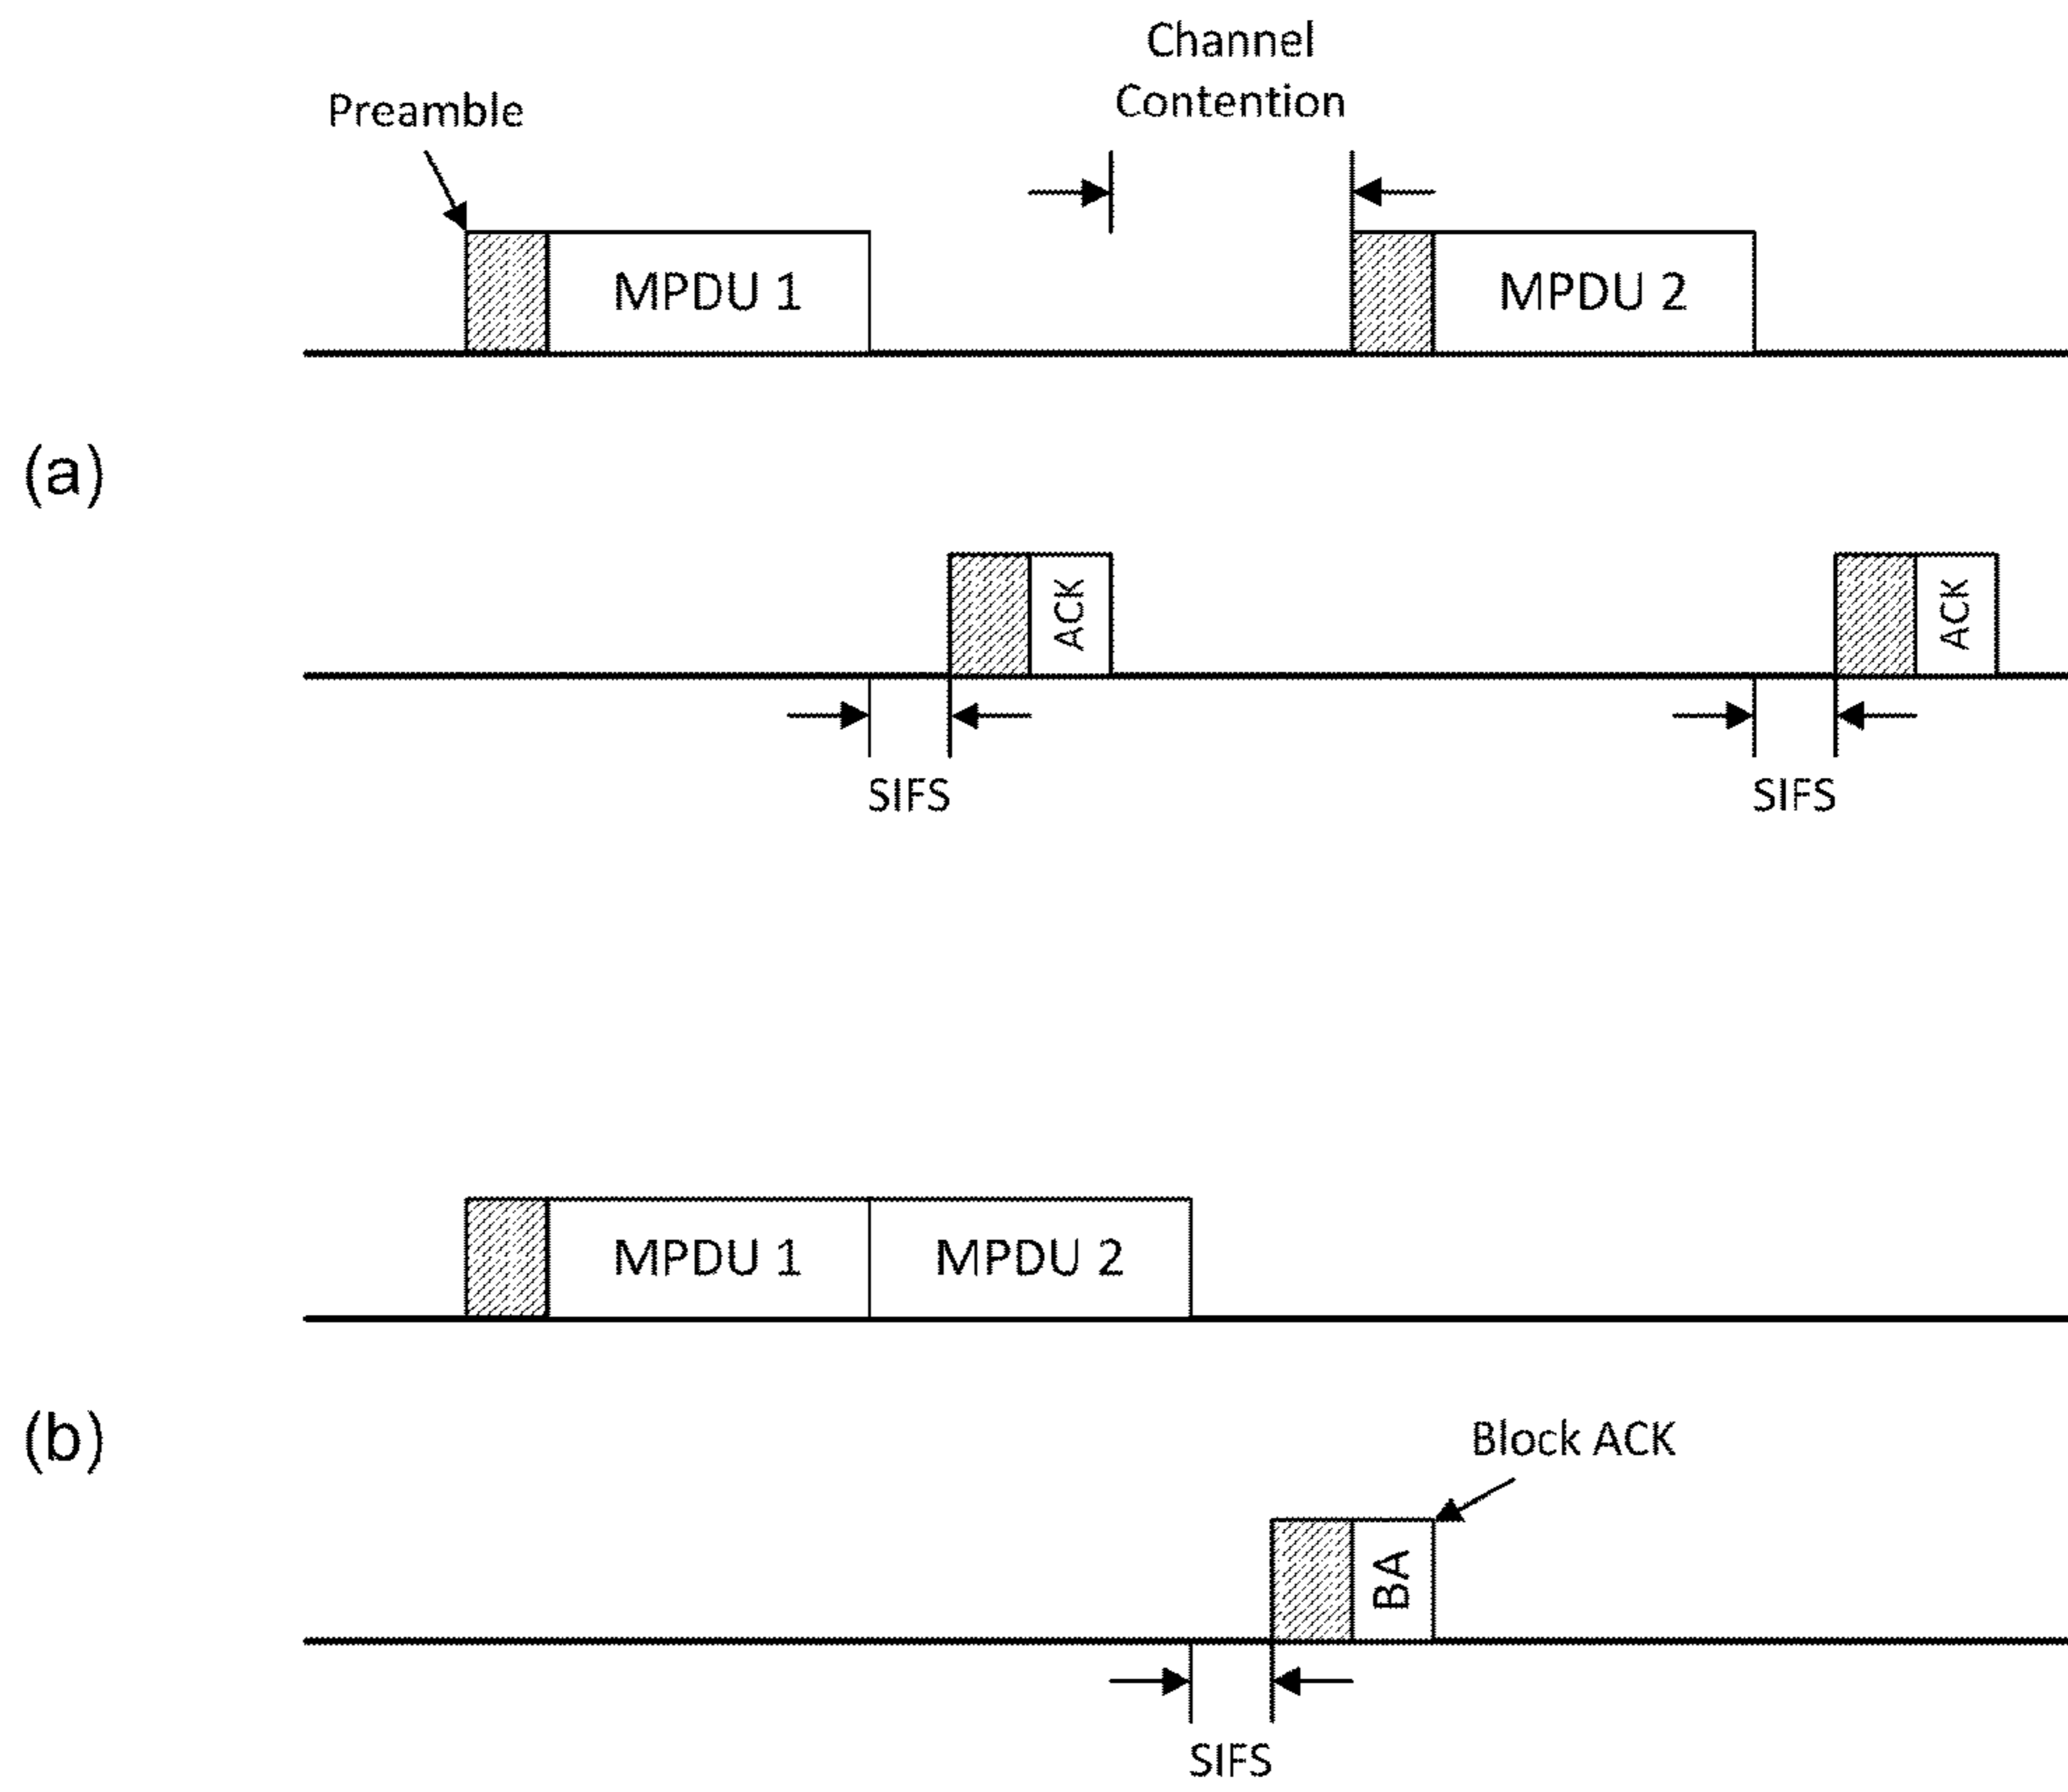 Channel
Contention
Preamble
MPDU 1
MPDU 2
(a)
ACK
ACK
SIFS
SIFS
MPDU 1
MPDU 2
(b)
Block ACK
BA
SIFS